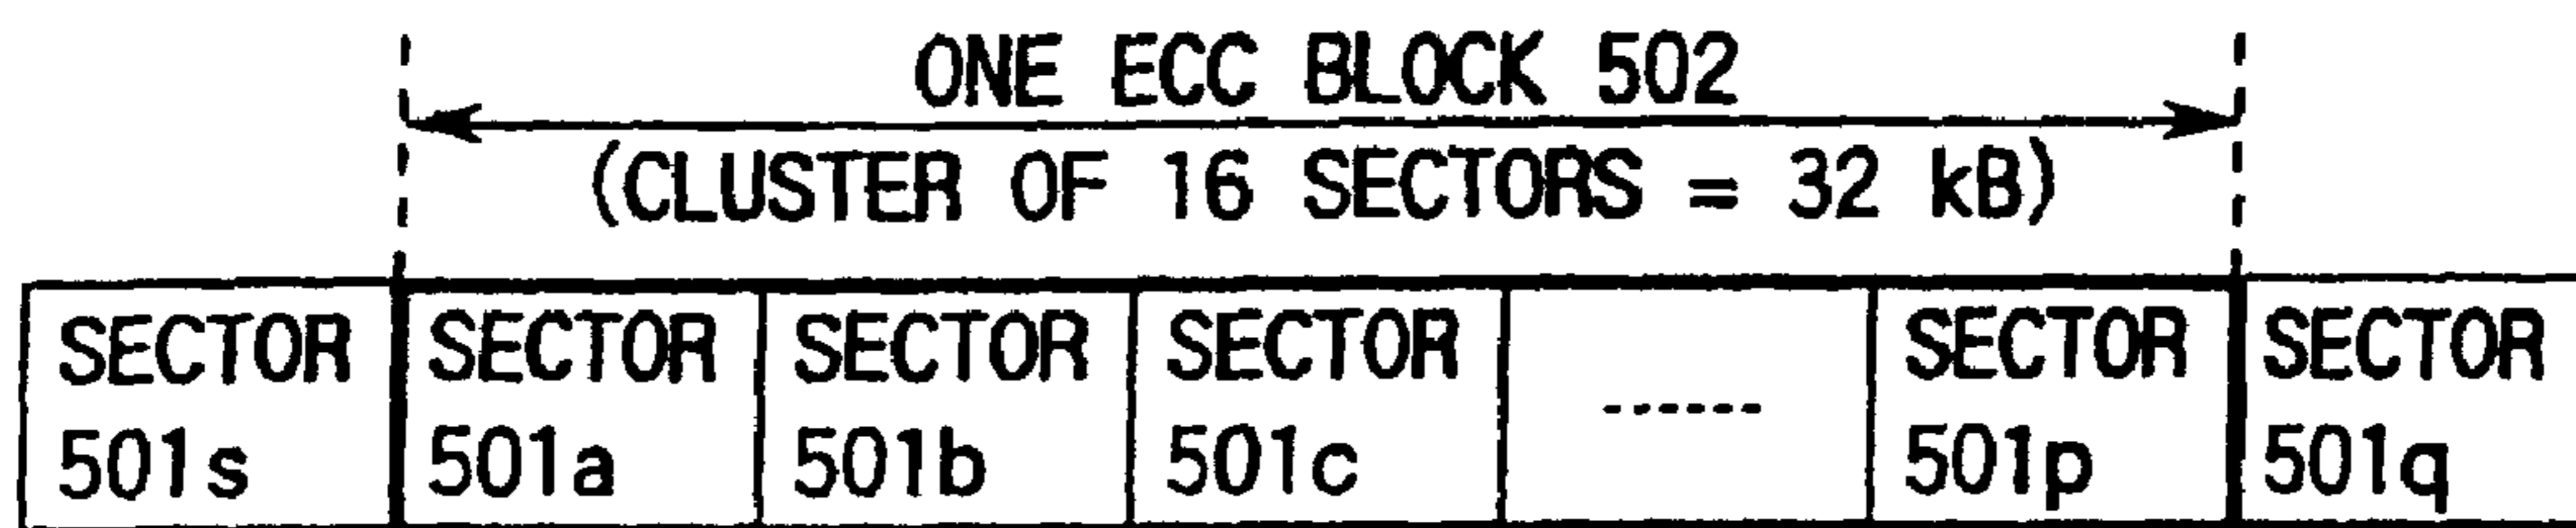 ONE ECC BLOCK 502
(CLUSTER OF 16 SECTORS = 32 kB)
SECTOR SECTOR SECTOR SECTOR ------ SECTOR SECTOR
501s 501a 501b 501c 501p 501q